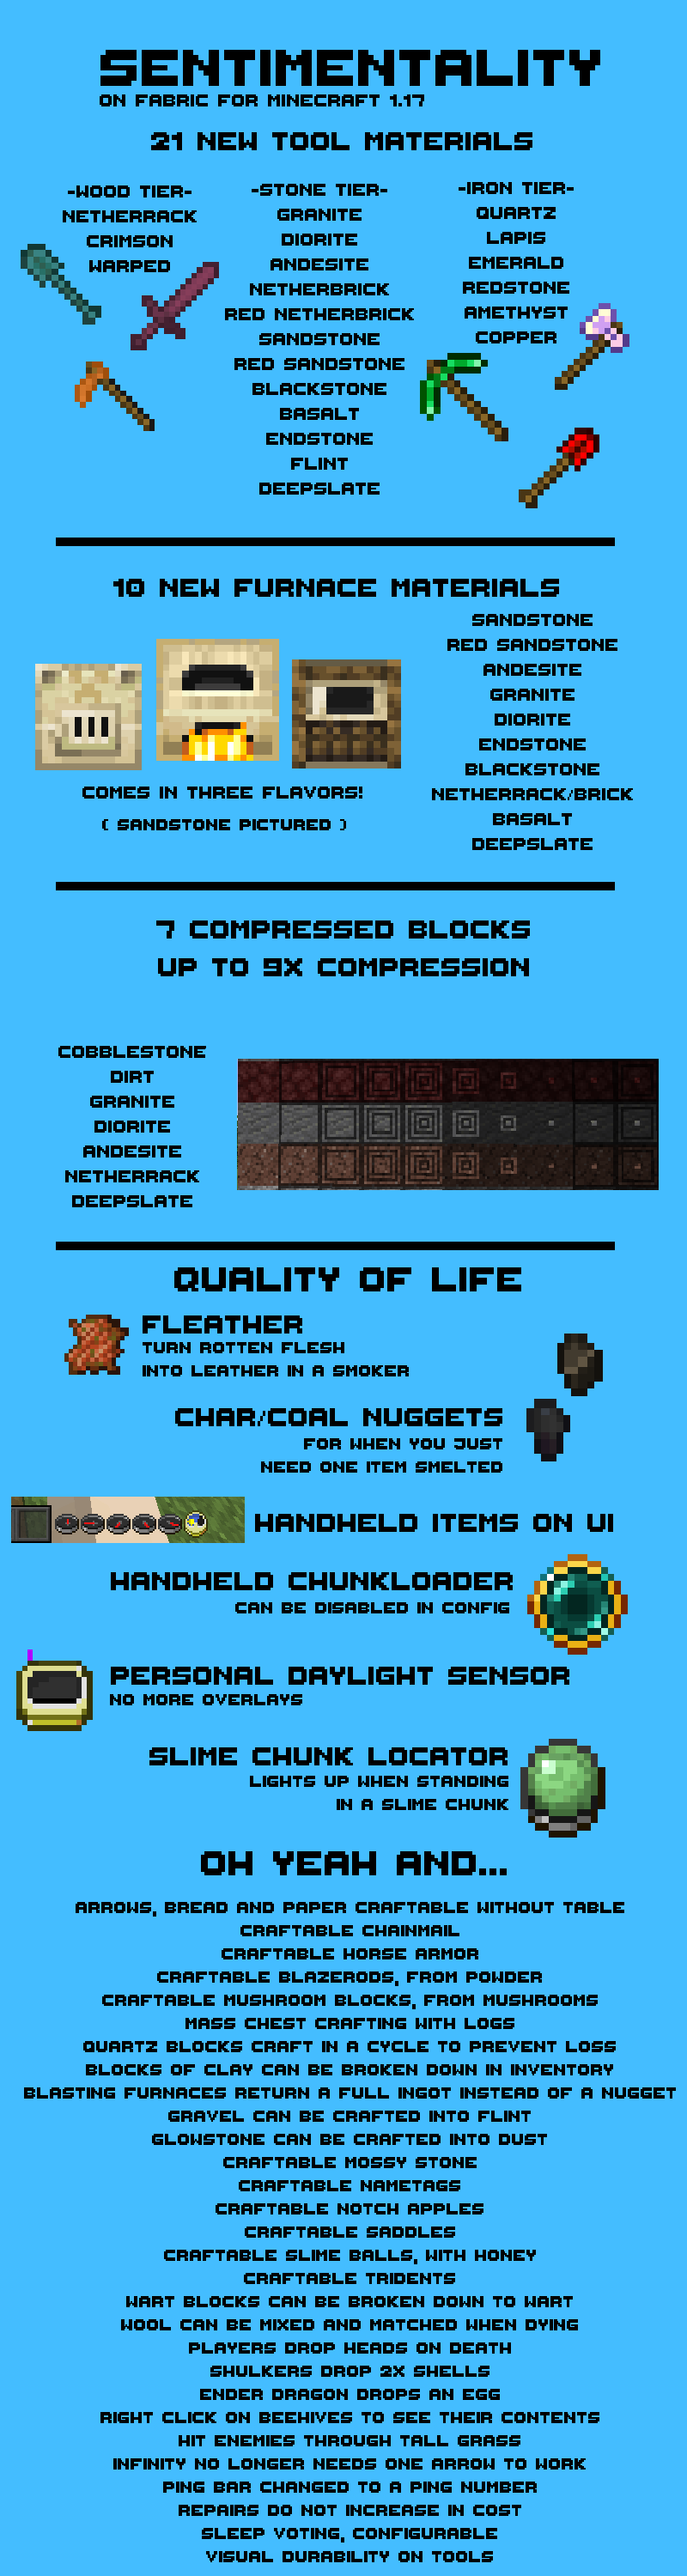 SENTIMENTALITY
ON FABRIC FOR MINECRAFT 1.17
21 NEW TOOL MATERIALS
-WOOD TIER-
NETHERRACK
CRIMSON
WARPED
-STONE TIER-
GRANITE
DIORITE
ANDESITE
NETHERBRICK
RED NETHERBRICK
SANDSTONE
RED SANDSTONE
BLACKSTONE
BASALT
ENDSTONE
FLINT
DEEPSLATE
-IRON TIER-
QUARTZ
LAPIS
EMERALD
REDSTONE
AMETHYST
COPPER
10 NEW FURNACE MATERIALS
COMES IN THREE FLAVORS!
( SANDSTONE PICTURED )
SANDSTONE
RED SANDSTONE
ANDESITE
GRANITE
DIORITE
ENDSTONE
BLACKSTONE
NETHERRACK/BRICK
BASALT
DEEPSLATE
7 COMPRESSED BLOCKS
UP TO 9X COMPRESSION
COBBLESTONE
DIRT
GRANITE
DIORITE
ANDESITE
NETHERRACK
DEEPSLATE
QUALITY OF LIFE
FLEATHER
TURN ROTTEN FLESH
INTO LEATHER IN A SMOKER
CHAR/COAL NUGGETS
FOR WHEN YOU JUST
NEED ONE ITEM SMELTED
HANDHELD ITEMS ON UI
HANDHELD CHUNKLOADER
CAN BE DISABLED IN CONFIG
PERSONAL DAYLIGHT SENSOR
NO MORE OVERLAYS
SLIME CHUNK LOCATOR
LIGHTS UP WHEN STANDING
IN A SLIME CHUNK
OH YEAH AND...
ARROWS, BREAD AND PAPER CRAFTABLE WITHOUT TABLE
CRAFTABLE CHAINMAIL
CRAFTABLE HORSE ARMOR
CRAFTABLE BLAZERODS, FROM POWDER
CRAFTABLE MUSHROOM BLOCKS, FROM MUSHROOMS
MASS CHEST CRAFTING WITH LOGS
QUARTZ BLOCKS CRAFT IN A CYCLE TO PREVENT LOSS
BLOCKS OF CLAY CAN BE BROKEN DOWN IN INVENTORY
BLASTING FURNACES RETURN A FULL INGOT INSTEAD OF A NUGGET
GRAVEL CAN BE CRAFTED INTO FLINT
GLOWSTONE CAN BE CRAFTED INTO DUST
CRAFTABLE MOSSY STONE
CRAFTABLE NAMETAGS
CRAFTABLE NOTCH APPLES
CRAFTABLE SADDLES
CRAFTABLE SLIME BALLS, WITH HONEY
CRAFTABLE TRIDENTS
WART BLOCKS CAN BE BROKEN DOWN TO WART
WOOL CAN BE MIXED AND MATCHED WHEN DYING
PLAYERS DROP HEADS ON DEATH
SHULKERS DROP 2X SHELLS
ENDER DRAGON DROPS AN EGG
RIGHT CLICK ON BEEHIVES TO SEE THEIR CONTENTS
HIT ENEMIES THROUGH TALL GRASS
INFINITY NO LONGER NEEDS ONE ARROW TO WORK
PING BAR CHANGED TO A PING NUMBER
REPAIRS DO NOT INCREASE IN COST
SLEEP VOTING, CONFIGURABLE
VISUAL DURABILITY ON TOOLS